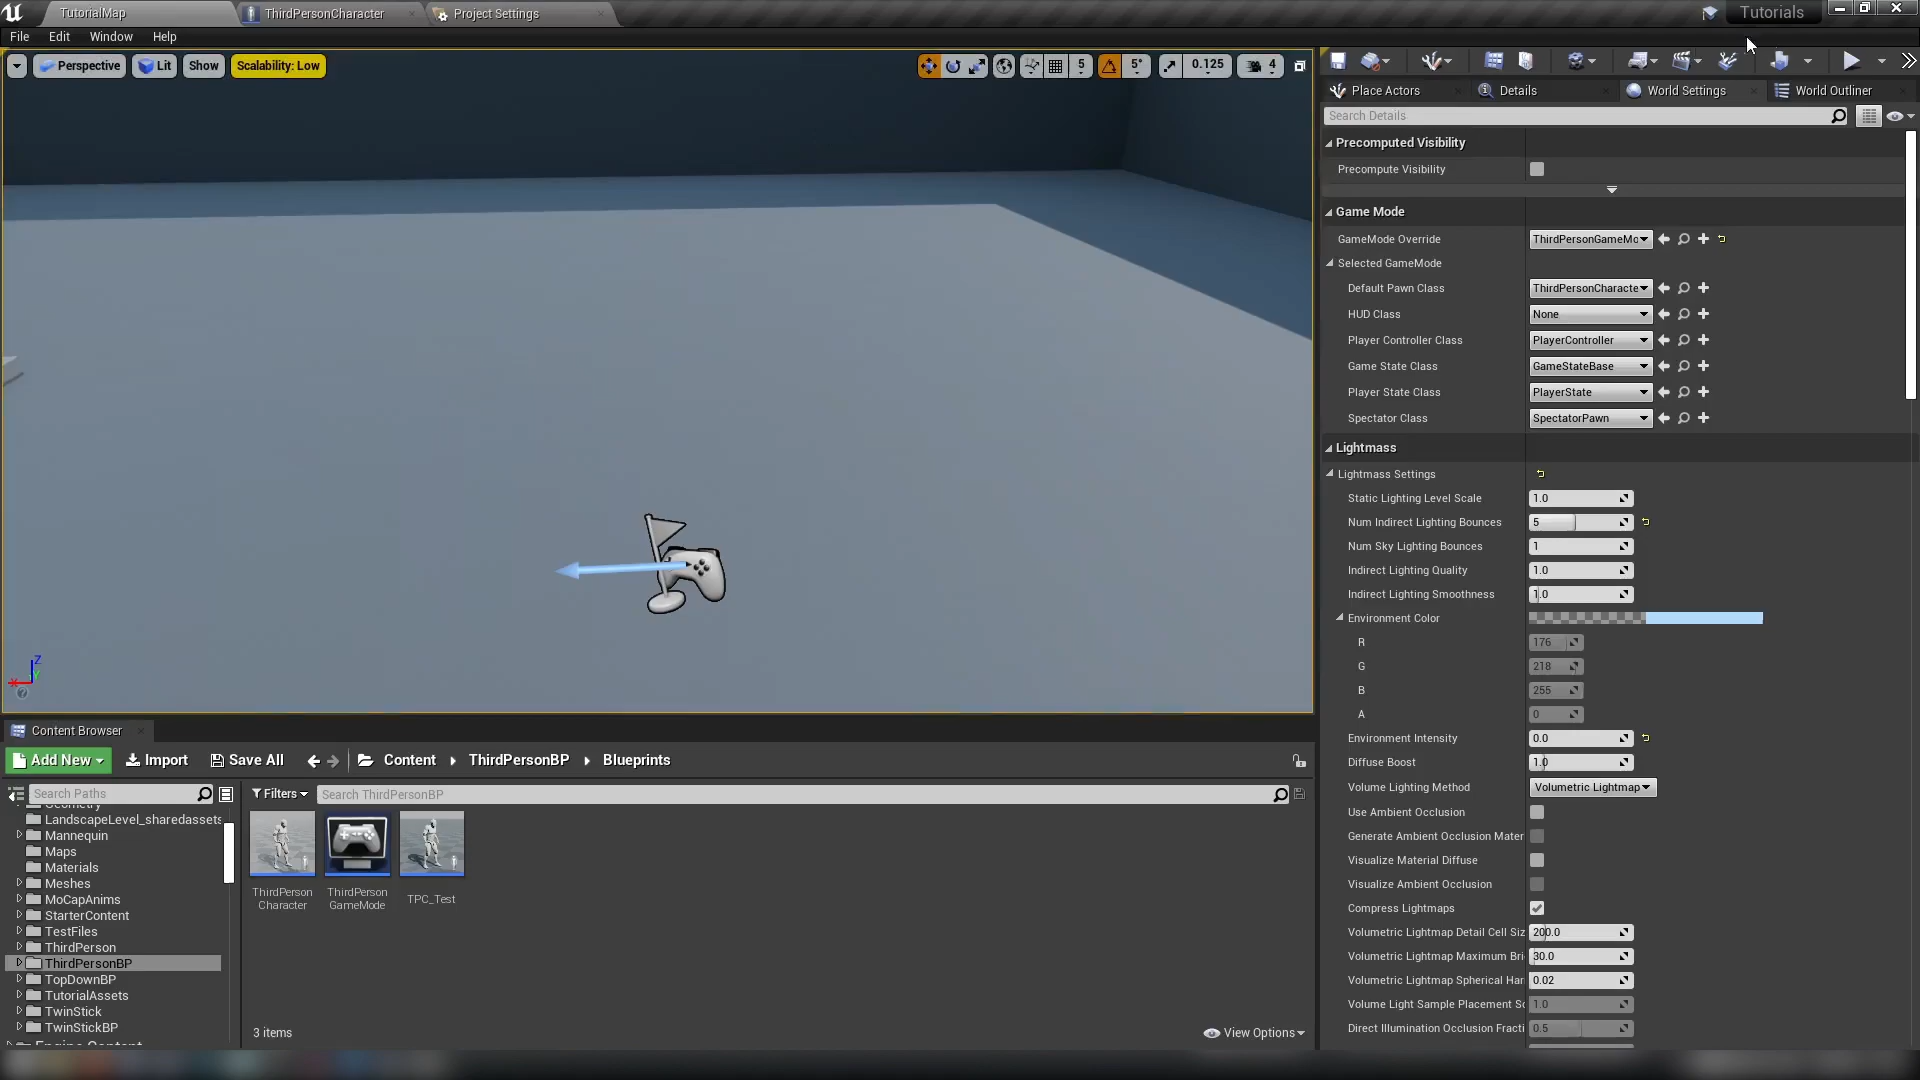 TutorialMap
ThirdPersonCharacter
Project Settings
Tutorials
File Edit Window Help
Perspective Lit Show Scalability: Low
5 5° 0.125 4
Place Actors Details World Settings World Outliner
Search Details
Precomputed Visibility
Precompute Visibility
Game Mode
GameMode Override ThirdPersonGameMo
Selected GameMode
Default Pawn Class ThirdPersonCharacte
HUD Class None
Player Controller Class PlayerController
Game State Class GameStateBase
Player State Class PlayerState
Spectator Class SpectatorPawn
Lightmass
Lightmass Settings
Static Lighting Level Scale 1.0
Num Indirect Lighting Bounces 5
Num Sky Lighting Bounces 1
Indirect Lighting Quality 1.0
Indirect Lighting Smoothness 1.0
Environment Color
R 176
G 218
B 255
A 0
Environment Intensity 0.0
Diffuse Boost 1.0
Volume Lighting Method Volumetric Lightmap
Use Ambient Occlusion
Generate Ambient Occlusion Mater
Visualize Material Diffuse
Visualize Ambient Occlusion
Compress Lightmaps
Volumetric Lightmap Detail Cell Siz 200.0
Volumetric Lightmap Maximum Bri 30.0
Volumetric Lightmap Spherical Har 0.02
Volume Light Sample Placement Sc 1.0
Direct Illumination Occlusion Fracti 0.5
Z
X
Y
Content Browser
Add New Import Save All Content ThirdPersonBP Blueprints
Search Paths
Filters Search ThirdPersonBP
Geometry
LandscapeLevel_sharedassets
Mannequin
Maps
Materials
Meshes
MoCapAnims
StarterContent
TestFiles
ThirdPerson
ThirdPersonBP
TopDownBP
TutorialAssets
TwinStick
TwinStickBP
Engine Content
ThirdPerson
Character
ThirdPerson
GameMode
TPC_Test
3 items
View Options